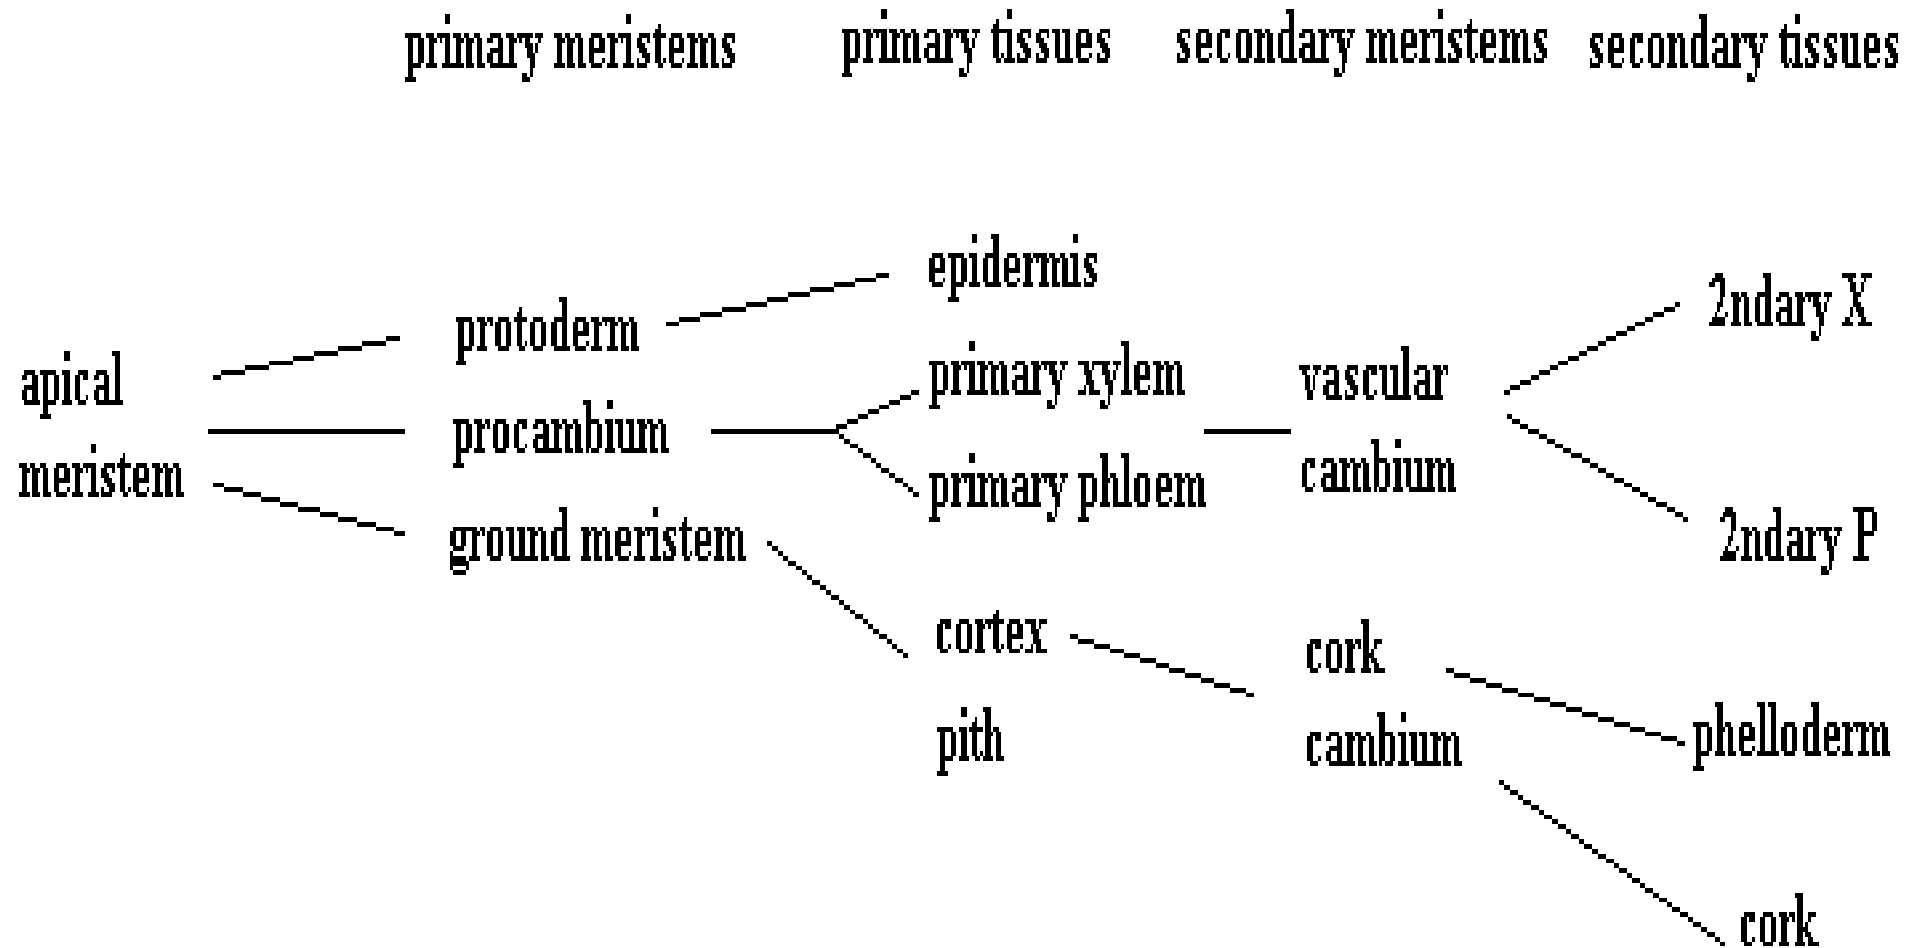 primary meristems primary tissues secondary meristems secondary tissues
epidermis
2ndary X
protoderm
apical
meristem
primary xylem
vascular
cambium
procambium
primary phloem
2ndary P
ground meristem
cortex
cork
cambium
pith
phelloderm
cork